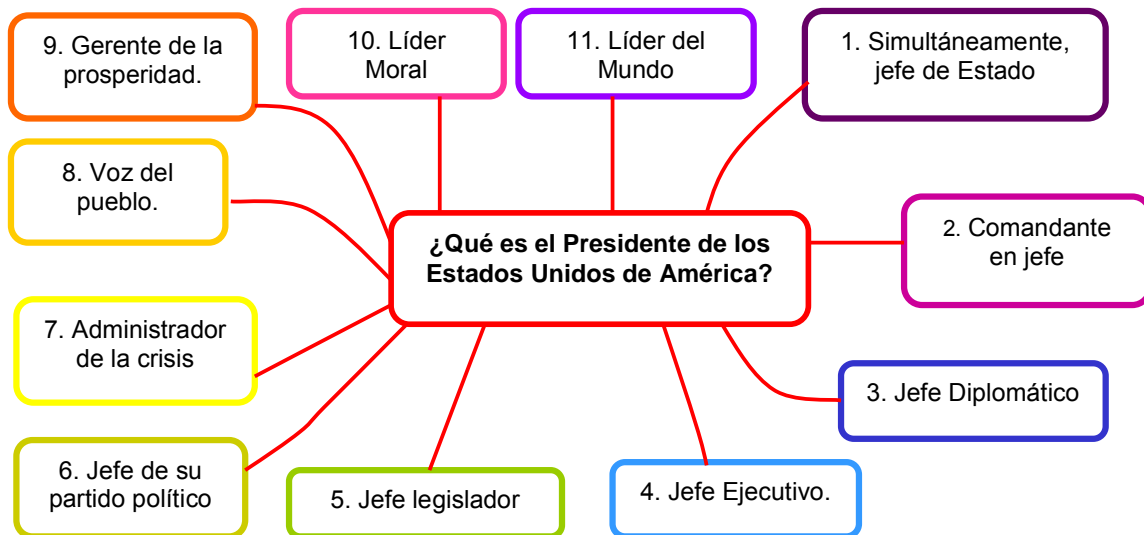 9. Gerente de la
prosperidad.
10. Líder
Moral
11. Líder del
Mundo
1. Simultáneamente,
jefe de Estado
8. Voz del
pueblo.
¿Qué es el Presidente de los
Estados Unidos de América?
2. Comandante
en jefe
7. Administrador
de la crisis
3. Jefe Diplomático
6. Jefe de su
partido político
5. Jefe legislador
4. Jefe Ejecutivo.